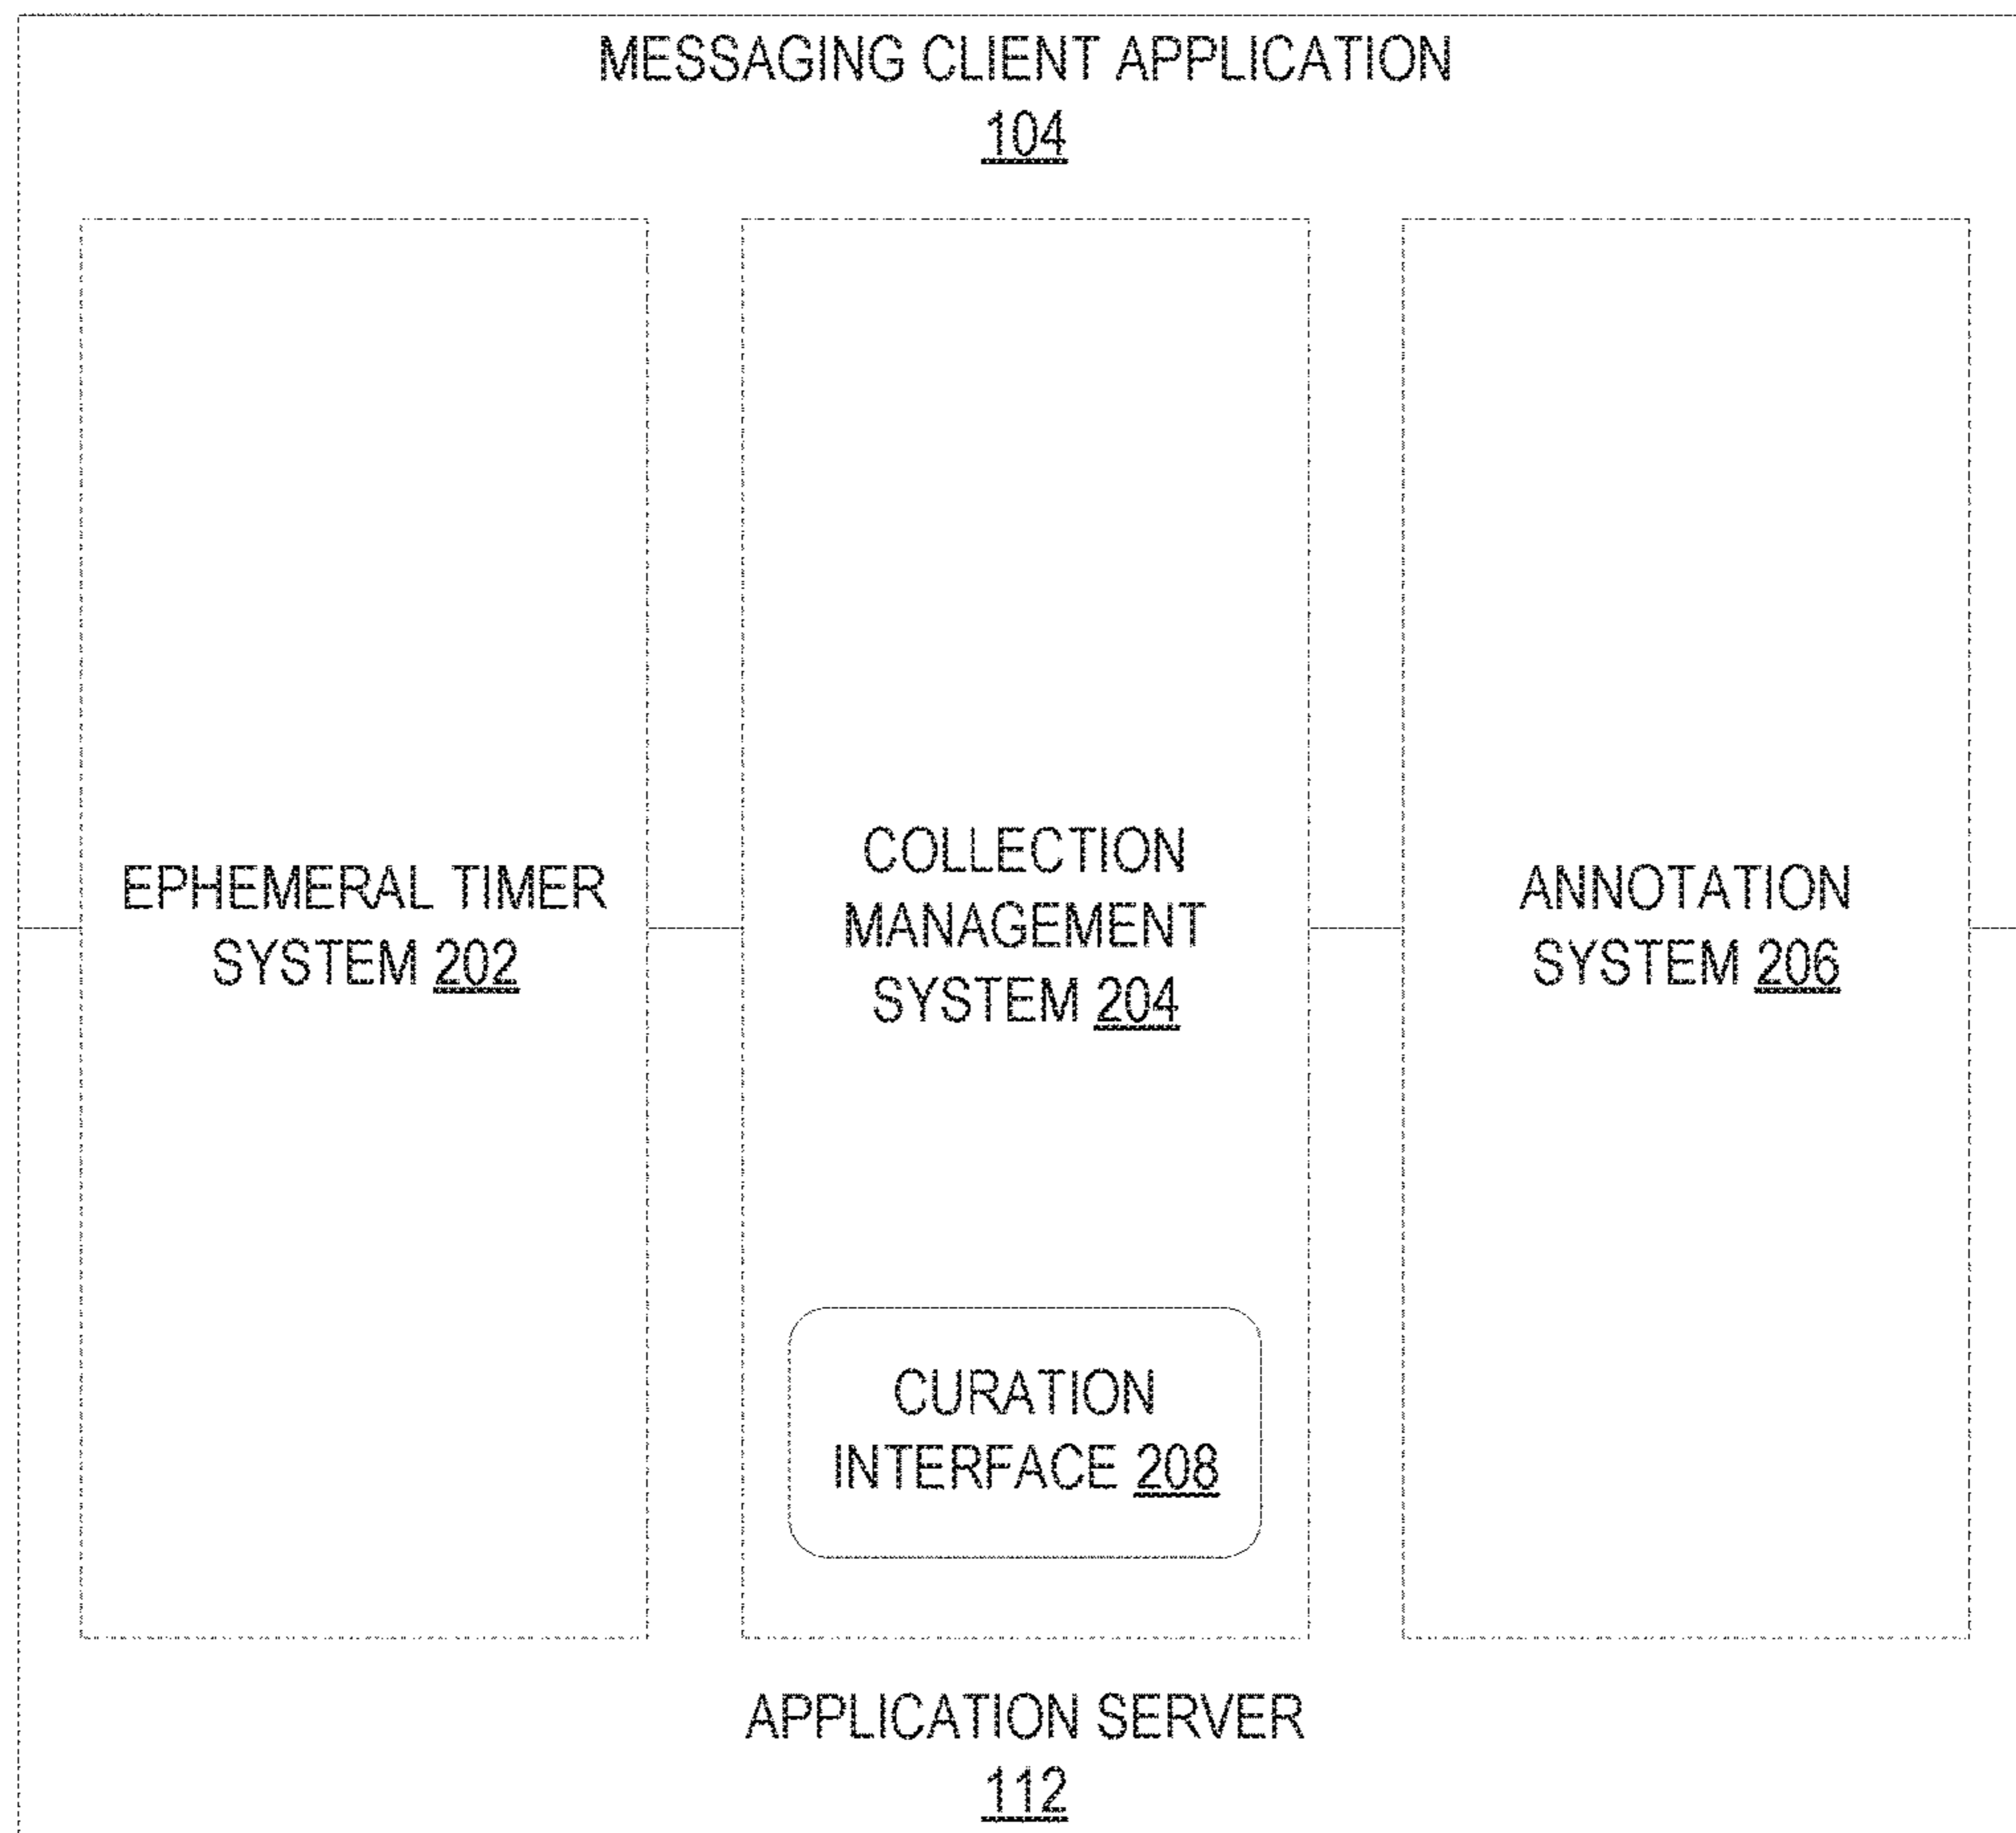 MESSAGING CLIENT APPLICATION
104
EPHEMERAL TIMER
SYSTEM 202
COLLECTION
MANAGEMENT
SYSTEM 204
ANNOTATION
SYSTEM 206
CURATION
INTERFACE 208
APPLICATION SERVER
112